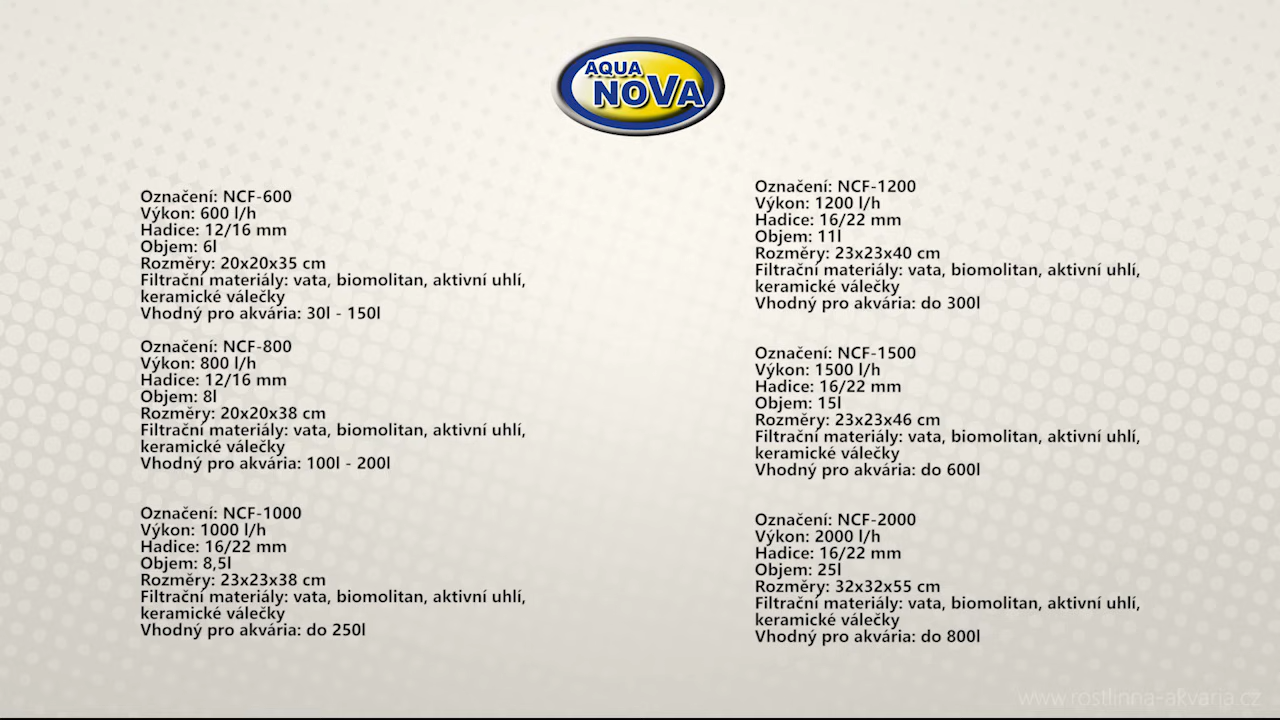 AQUA
NOVA
Označení: NCF-600
Výkon: 600 l/h
Hadice: 12/16 mm
Objem: 6l
Rozměry: 20x20x35 cm
Filtrační materiály: vata, biomolitan, aktivní uhlí,
keramické válečky
Vhodný pro akvária: 30l - 150l
Označení: NCF-800
Výkon: 800 l/h
Hadice: 12/16 mm
Objem: 8l
Rozměry: 20x20x38 cm
Filtrační materiály: vata, biomolitan, aktivní uhlí,
keramické válečky
Vhodný pro akvária: 100l - 200l
Označení: NCF-1000
Výkon: 1000 l/h
Hadice: 16/22 mm
Objem: 8,5l
Rozměry: 23x23x38 cm
Filtrační materiály: vata, biomolitan, aktivní uhlí,
keramické válečky
Vhodný pro akvária: do 250l
Označení: NCF-1200
Výkon: 1200 l/h
Hadice: 16/22 mm
Objem: 11l
Rozměry: 23x23x40 cm
Filtrační materiály: vata, biomolitan, aktivní uhlí,
keramické válečky
Vhodný pro akvária: do 300l
Označení: NCF-1500
Výkon: 1500 l/h
Hadice: 16/22 mm
Objem: 15l
Rozměry: 23x23x46 cm
Filtrační materiály: vata, biomolitan, aktivní uhlí,
keramické válečky
Vhodný pro akvária: do 600l
Označení: NCF-2000
Výkon: 2000 l/h
Hadice: 16/22 mm
Objem: 25l
Rozměry: 32x32x55 cm
Filtrační materiály: vata, biomolitan, aktivní uhlí,
keramické válečky
Vhodný pro akvária: do 800l
www.rostlinna-akvaria.cz